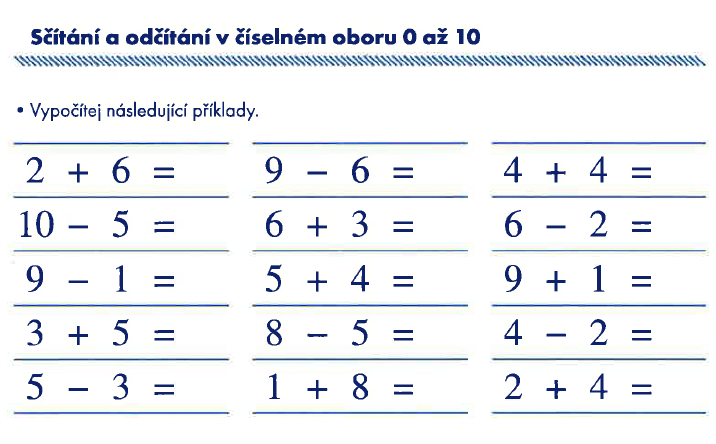 Sčítání a odčítání v číselném oboru 0 až 10
• Vypočítej následující příklady.
2 + 6 =
10 − 5 =
9 − 1 =
3 + 5 =
5 − 3 =
9 − 6 =
6 + 3 =
5 + 4 =
8 − 5 =
1 + 8 =
4 + 4 =
6 − 2 =
9 + 1 =
4 − 2 =
2 + 4 =